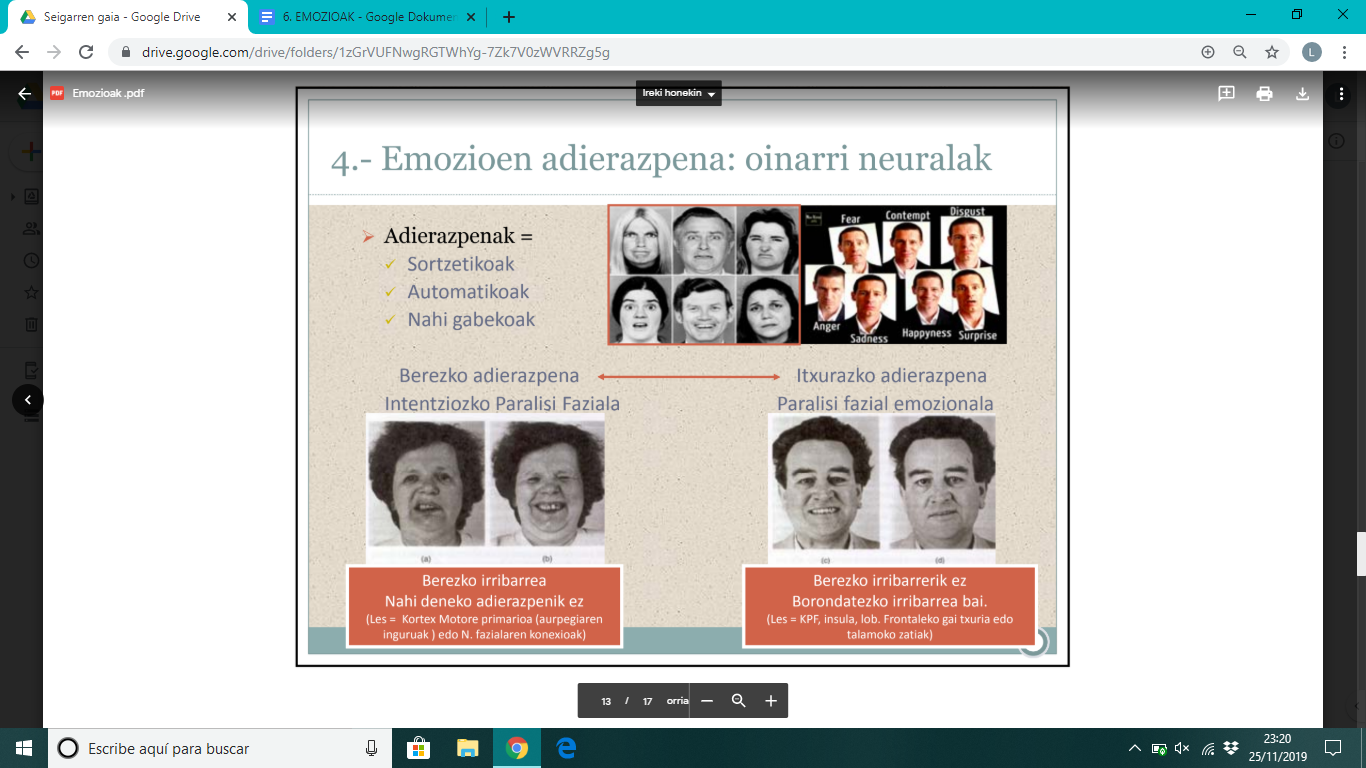 Seigarren gaia - Google Drive
6. EMOZIOAK - Google Dokumen
drive.google.com/drive/folders/1zGrVUFNwgRGTWhYg-7Zk7V0zWVRRZg5g
L
PDF Emozioak .pdf
Ireki honekin
4.- Emozioen adierazpena: oinarri neuralak
Adierazpenak =
Sortzetikoak
Automatikoak
Nahi gabekoak
Fear
Contempt
Disgust
Anger
Sadness
Happyness
Surprise
Berezko adierazpena
Intentziozko Paralisi Faziala
Itxurazko adierazpena
Paralisi fazial emozionala
(a)
(b)
(c)
(d)
Berezko irribarrea
Nahi deneko adierazpenik ez
(Les = Kortex Motore primarioa (aurpegiaren
inguruak ) edo N. fazialaren konexioak)
Berezko irribarrerik ez
Borondatezko irribarrea bai.
(Les = KPF, insula, lob. Frontaleko gai txuria edo
talamoko zatiak)
13 / 17 orria
Escribe aquí para buscar
23:20
25/11/2019